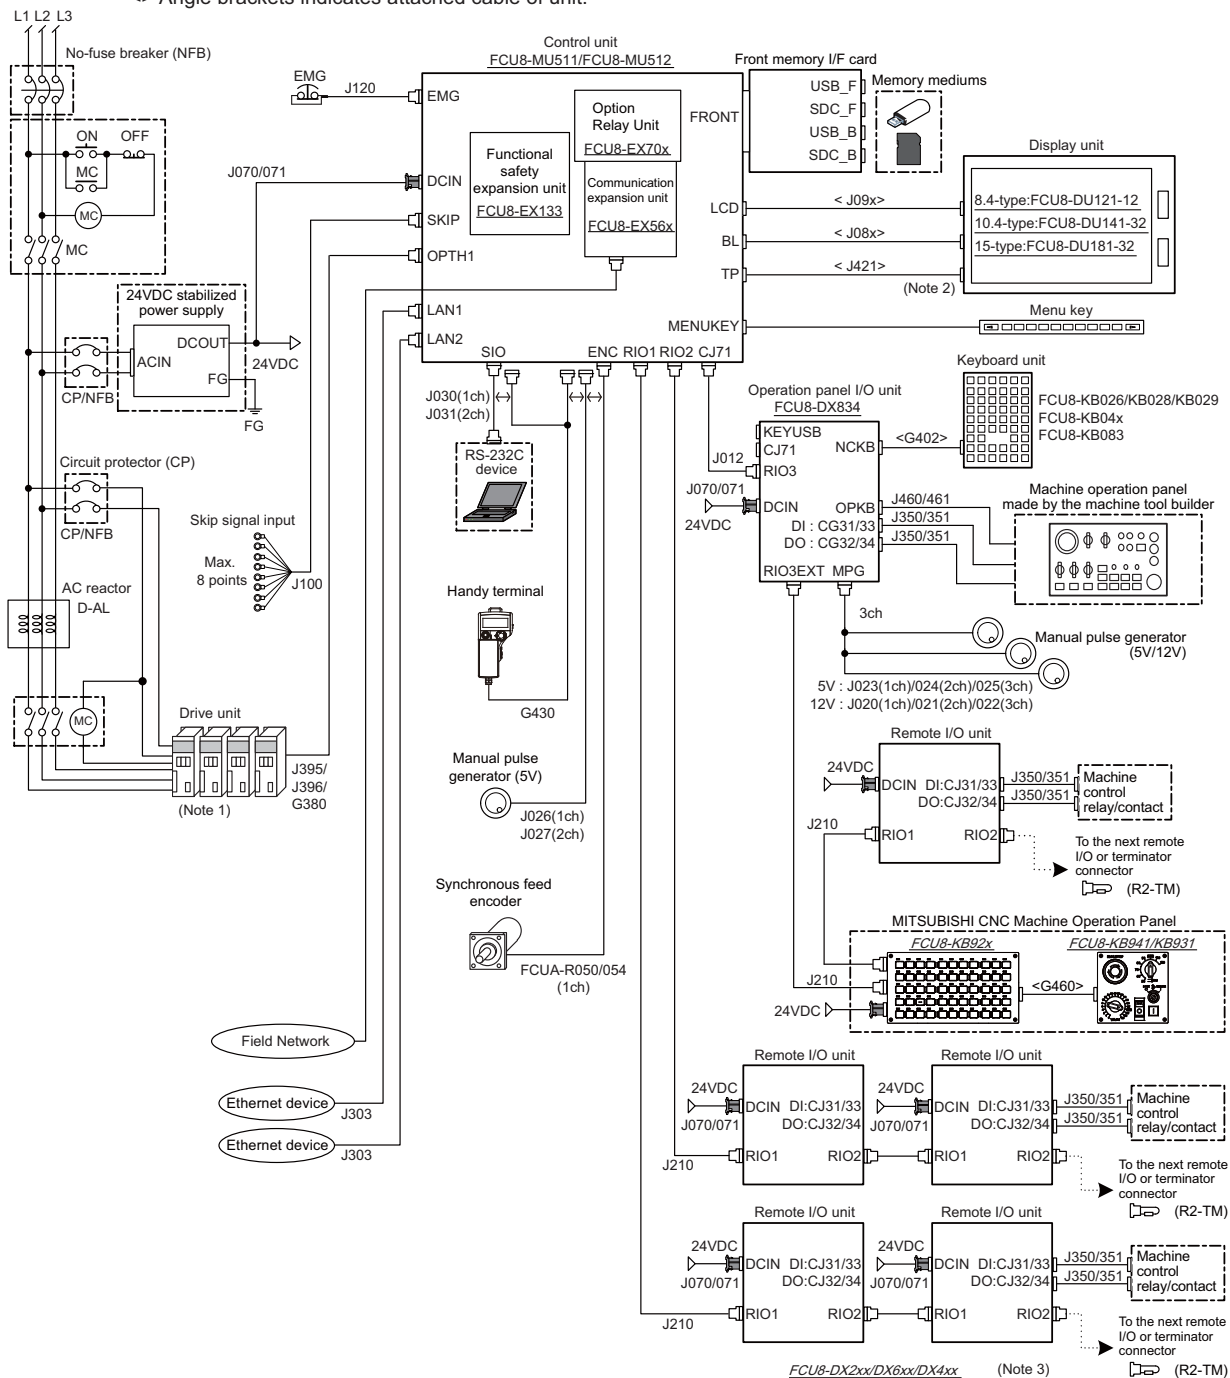 <> Angle brackets indicates attached cable of unit.
L1 L2 L3
No-fuse breaker (NFB)
ON OFF
MC
MC
MC
24VDC stabilized
power supply
DCOUT
ACIN
FG
24VDC
FG
CP/NFB
Circuit protector (CP)
CP/NFB
AC reactor
D-AL
MC
Drive unit
(Note 1)
J395/
J396/
G380
Skip signal input
Max.
8 points
J100
EMG
J120
J070/071
Control unit
FCU8-MU511/FCU8-MU512
EMG
DCIN
SKIP
OPTH1
LAN1
LAN2
Option
Relay Unit
FCU8-EX70x
Functional
safety
expansion unit
FCU8-EX133
Communication
expansion unit
FCU8-EX56x
FRONT
LCD
BL
TP
MENUKEY
SIO
ENC RIO1 RIO2 CJ71
Front memory I/F card
USB_F
SDC_F
USB_B
SDC_B
Memory mediums
Display unit
8.4-type:FCU8-DU121-12
10.4-type:FCU8-DU141-32
15-type:FCU8-DU181-32
< J09x>
< J08x>
< J421>
(Note 2)
Menu key
Keyboard unit
FCU8-KB026/KB028/KB029
FCU8-KB04x
FCU8-KB083
Operation panel I/O unit
FCU8-DX834
KEYUSB
CJ71
RIO3
DCIN
NCKB
OPKB
DI : CG31/33
DO : CG32/34
RIO3EXT MPG
<G402>
J012
J070/071
24VDC
J460/461
J350/351
J350/351
Machine operation panel
made by the machine tool builder
3ch
Manual pulse generator
(5V/12V)
5V : J023(1ch)/024(2ch)/025(3ch)
12V : J020(1ch)/021(2ch)/022(3ch)
J030(1ch)
J031(2ch)
RS-232C
device
Handy terminal
G430
Manual pulse
generator (5V)
J026(1ch)
J027(2ch)
Synchronous feed
encoder
FCUA-R050/054
(1ch)
Field Network
Ethernet device
J303
Ethernet device
J303
Remote I/O unit
24VDC
DCIN DI:CJ31/33
DO:CJ32/34
RIO1 RIO2
J350/351
J350/351
Machine
control
relay/contact
J210
To the next remote
I/O or terminator
connector
(R2-TM)
MITSUBISHI CNC Machine Operation Panel
FCU8-KB92x
FCU8-KB941/KB931
J210
<G460>
24VDC
Remote I/O unit
Remote I/O unit
24VDC
J070/071
DCIN DI:CJ31/33
DO:CJ32/34
RIO1 RIO2
24VDC
J070/071
DCIN DI:CJ31/33
DO:CJ32/34
RIO1 RIO2
J350/351
J350/351
Machine
control
relay/contact
J210
To the next remote
I/O or terminator
connector
(R2-TM)
Remote I/O unit
Remote I/O unit
24VDC
J070/071
DCIN DI:CJ31/33
DO:CJ32/34
RIO1 RIO2
24VDC
J070/071
DCIN DI:CJ31/33
DO:CJ32/34
RIO1 RIO2
J350/351
J350/351
Machine
control
relay/contact
J210
To the next remote
I/O or terminator
connector
(R2-TM)
FCU8-DX2xx/DX6xx/DX4xx
(Note 3)